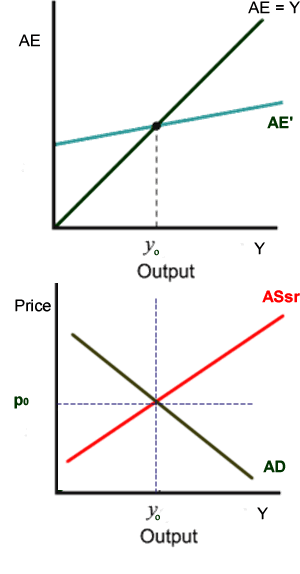 AE = Y
AE
AE'
y₀ Y
Output
Price
ASsr
p₀
AD
y₀ Y
Output